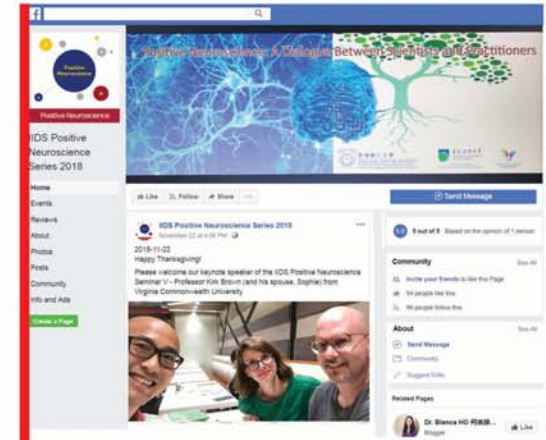 f
Positive Neuroscience: A Dialogue Between Scientists and Practitioners
Positive
Neuroscience
Positive Neuroscience
IIDS Positive
Neuroscience
Series 2018
Home
Events
Reviews
About
Photos
Posts
Community
Info and Ads
Create a Page
Like
Follow
Share
Send Message
IIDS Positive Neuroscience Series 2018
November 22 at 4:06 PM
2018-11-22
Happy Thanksgiving!
Please welcome our keynote speaker of the IIDS Positive Neuroscience
Seminar V - Professor Kirk Brown (and his spouse, Sophie) from
Virginia Commonwealth University
5 out of 5 Based on the opinion of 1 person
Community
See All
Invite your friends to like this Page
94 people like this
people follow this
About
See All
Send Message
Community
Suggest Edits
Related Pages
Dr. Bianca HO
Blogger
Like